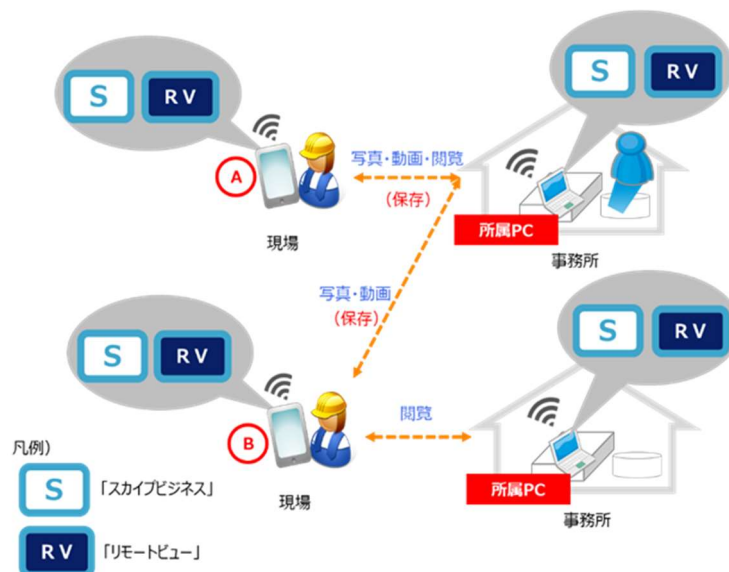 S
RV
S
RV
A
写真・動画・閲覧
(保存)
所属PC
現場
事務所
写真・動画
(保存)
S
RV
S
RV
B
閲覧
所属PC
現場
事務所
凡例)
S 「スカイプビジネス」
RV 「リモートビュー」